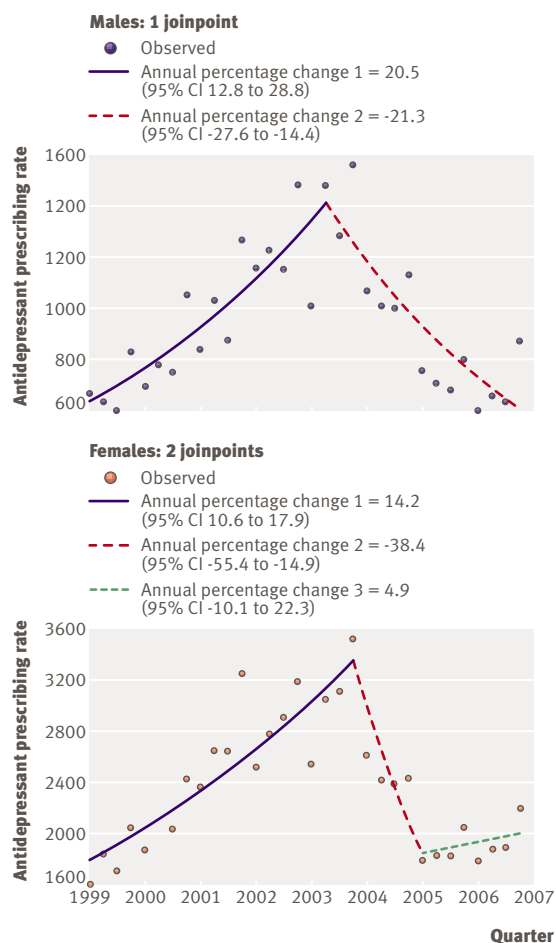 Males: 1 joinpoint
Observed
Annual percentage change 1 = 20.5
(95% CI 12.8 to 28.8)
Annual percentage change 2 = -21.3
(95% CI -27.6 to -14.4)
Antidepressant prescribing rate
1600
1200
1200
1000
800
600
Females: 2 joinpoints
Observed
Annual percentage change 1 = 14.2
(95% CI 10.6 to 17.9)
Annual percentage change 2 = -38.4
(95% CI -55.4 to -14.9)
Annual percentage change 3 = 4.9
(95% CI -10.1 to 22.3)
Antidepressant prescribing rate
3600
3200
2800
2400
2000
1600
1999 2000 2001 2002 2003 2004 2005 2006 2007
Quarter